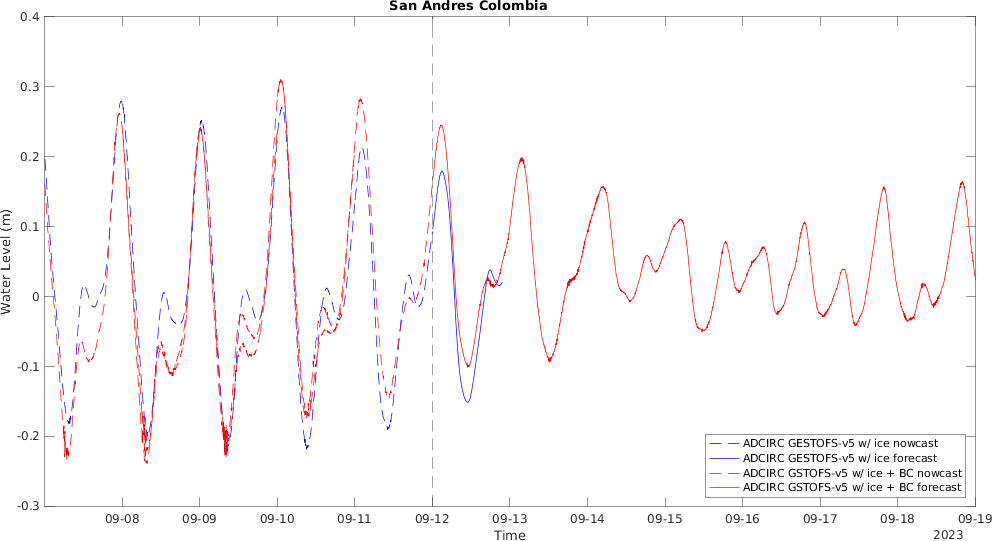 San Andres Colombia
0.4
0.3
0.2
0.1
0
-0.1
-0.2
-0.3
Water Level (m)
ADCIRC GESTOFS-v5 w/ ice nowcast
ADCIRC GESTOFS-v5 w/ ice forecast
ADCIRC GSTOFS-v5 w/ ice + BC nowcast
ADCIRC GSTOFS-v5 w/ ice + BC forecast
09-08 09-09 09-10 09-11 09-12 09-13 09-14 09-15 09-16 09-17 09-18 09-19
Time
2023